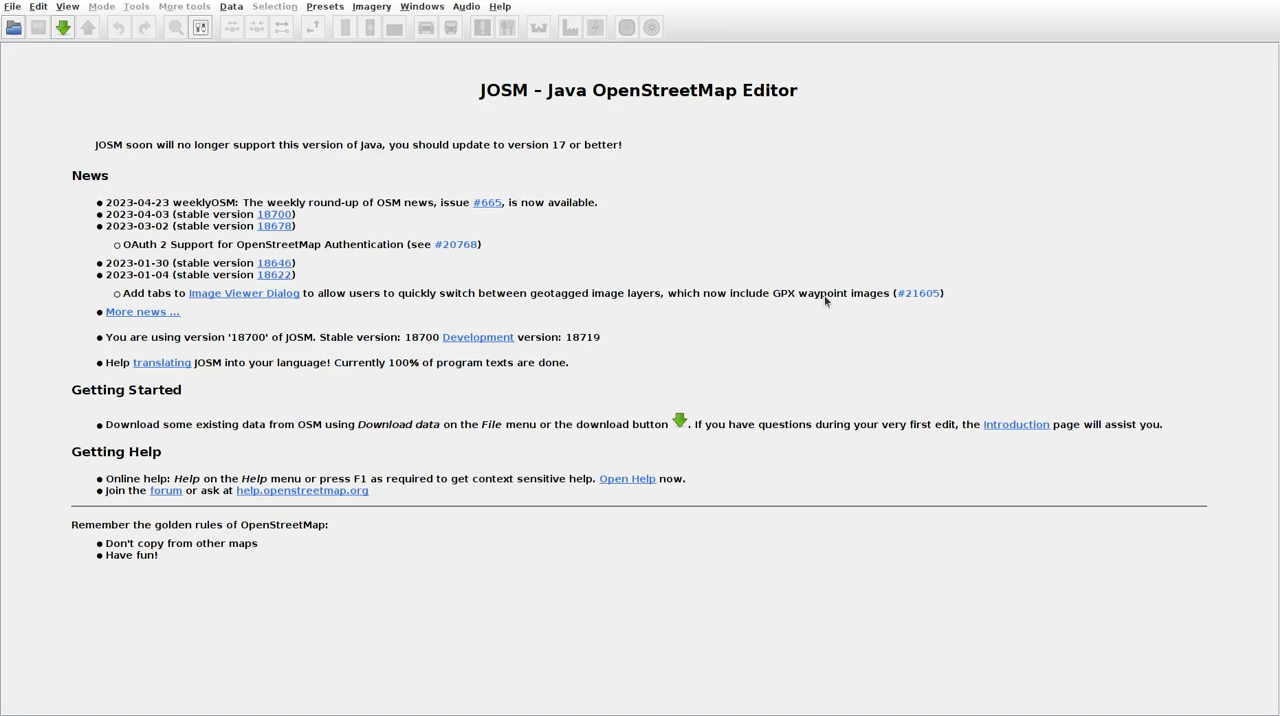 File Edit View Mode Tools More tools Data Selection Presets Imagery Windows Audio Help
JOSM – Java OpenStreetMap Editor
JOSM soon will no longer support this version of Java, you should update to version 17 or better!
News
● 2023-04-23 weeklyOSM: The weekly round-up of OSM news, issue #665, is now available.
● 2023-04-03 (stable version 18700)
● 2023-03-02 (stable version 18678)
○ OAuth 2 Support for OpenStreetMap Authentication (see #20768)
● 2023-01-30 (stable version 18646)
● 2023-01-04 (stable version 18622)
○ Add tabs to Image Viewer Dialog to allow users to quickly switch between geotagged image layers, which now include GPX waypoint images (#21605)
● More news ...
● You are using version '18700' of JOSM. Stable version: 18700 Development version: 18719
● Help translating JOSM into your language! Currently 100% of program texts are done.
Getting Started
● Download some existing data from OSM using Download data on the File menu or the download button . If you have questions during your very first edit, the Introduction page will assist you.
Getting Help
● Online help: Help on the Help menu or press F1 as required to get context sensitive help. Open Help now.
● Join the forum or ask at help.openstreetmap.org
Remember the golden rules of OpenStreetMap:
● Don't copy from other maps
● Have fun!